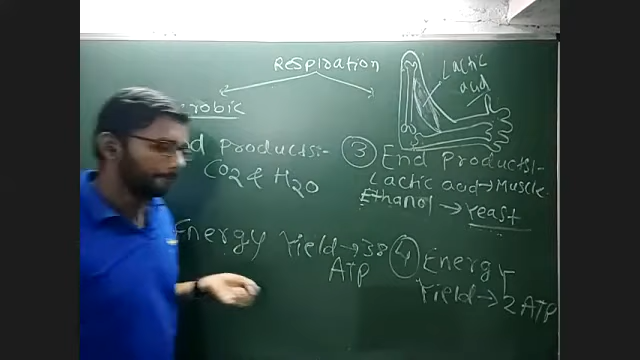 Respiration
robic
Lactic
acid
d Products:-
CO2 & H2O
③ End Products:-
Lactic acid → Muscle
Ethanol → Yeast
Energy Yield → 38
ATP
④ Energy
Yield → 2 ATP